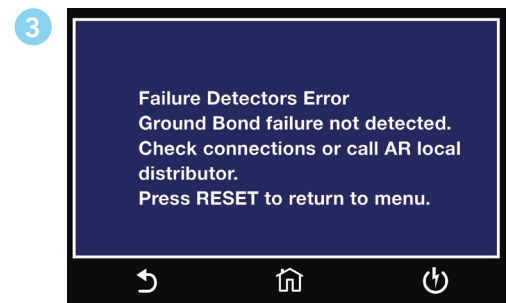 3
Failure Detectors Error
Ground Bond failure not detected.
Check connections or call AR local
distributor.
Press RESET to return to menu.